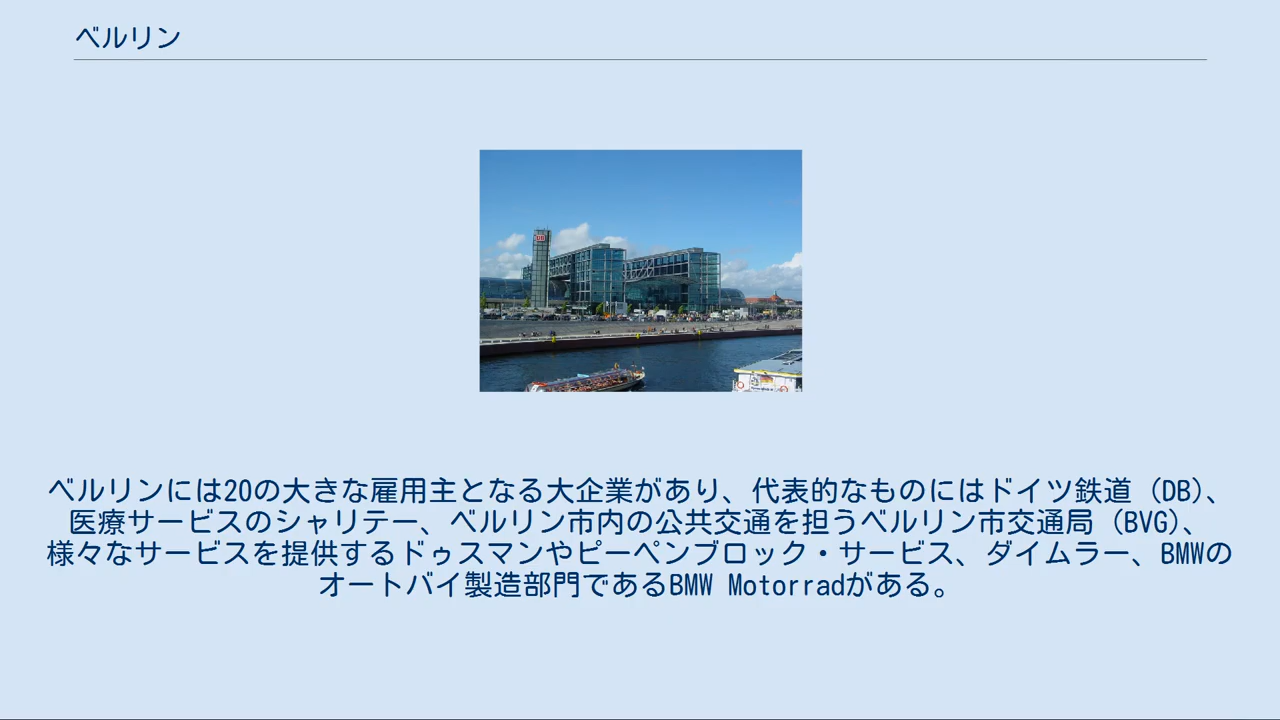 ベルリン
DB
ベルリンには20の大きな雇用主となる大企業があり、代表的なものにはドイツ鉄道（DB）、
医療サービスのシャリテー、ベルリン市内の公共交通を担うベルリン市交通局（BVG）、
様々なサービスを提供するドゥスマンやピーペンブロック・サービス、ダイムラー、BMWの
オートバイ製造部門であるBMW Motorradがある。